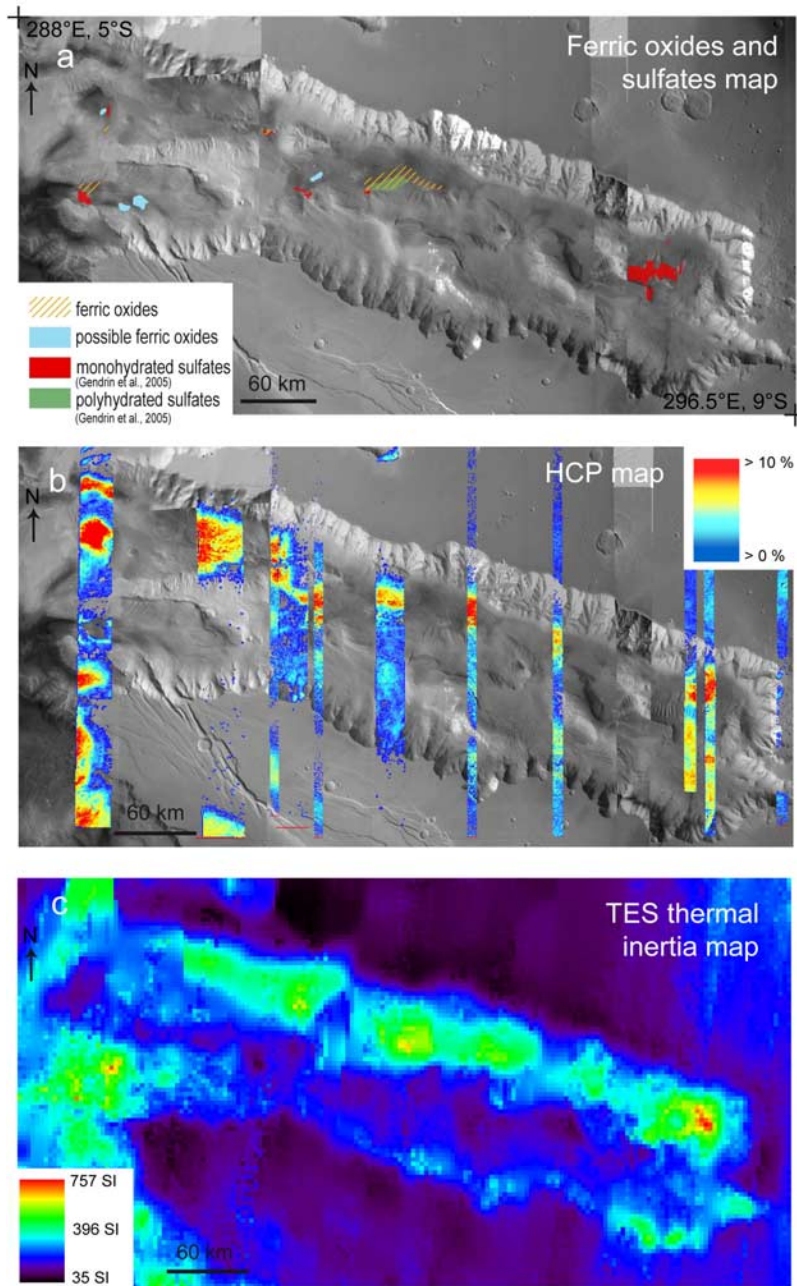 288°E, 5°S
a
N
Ferric oxides and
sulfates map
ferric oxides
possible ferric oxides
monohydrated sulfates
(Gendrin et al., 2005)
polyhydrated sulfates
(Gendrin et al., 2005)
60 km
296.5°E, 9°S
b
N
HCP map
> 10 %
> 0 %
60 km
c
N
TES thermal
inertia map
757 SI
396 SI
35 SI
60 km